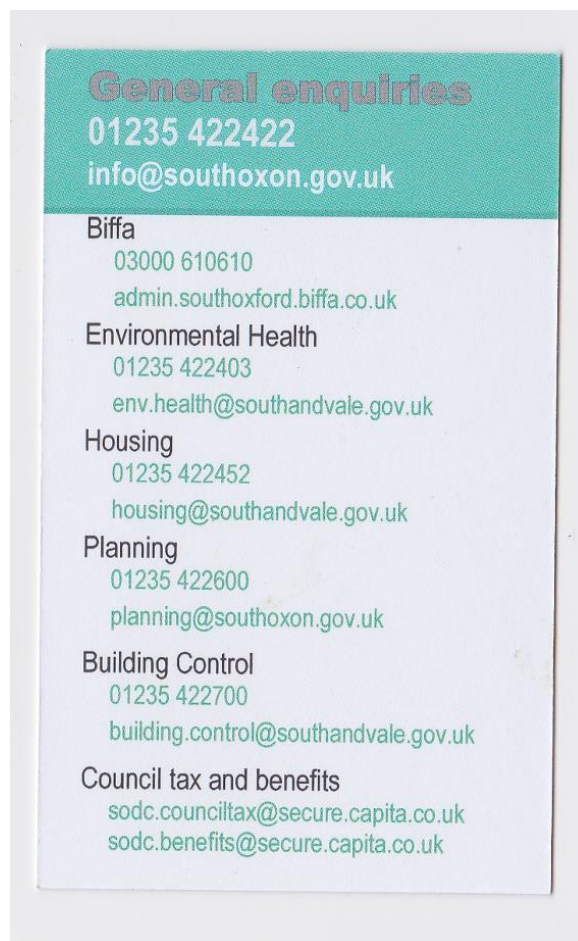 General enquiries
01235 422422
info@southoxon.gov.uk
Biffa
03000 610610
admin.southoxford.biffa.co.uk
Environmental Health
01235 422403
env.health@southandvale.gov.uk
Housing
01235 422452
housing@southandvale.gov.uk
Planning
01235 422600
planning@southoxon.gov.uk
Building Control
01235 422700
building.control@southandvale.gov.uk
Council tax and benefits
sodc.counciltax@secure.capita.co.uk
sodc.benefits@secure.capita.co.uk